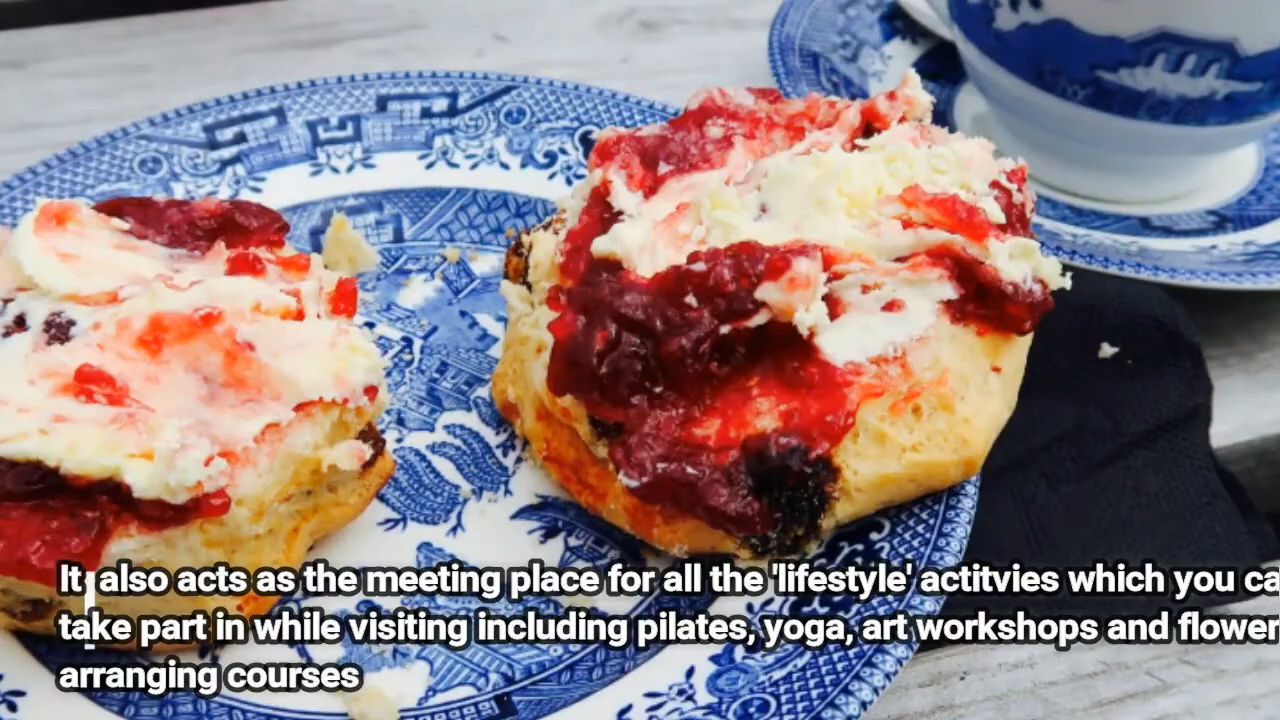 It also acts as the meeting place for all the 'lifestyle' actitvies which you ca
take part in while visiting including pilates, yoga, art workshops and flower
arranging courses